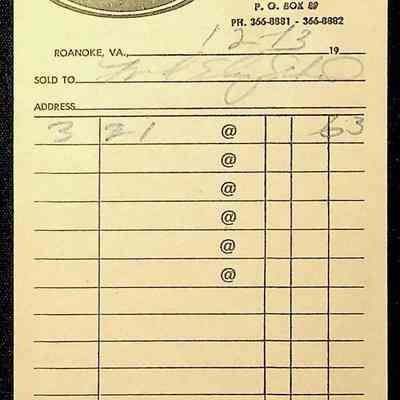 P. O. BOX 89
PH. 366-8881 - 366-8882
ROANOKE, VA., 12-13 19
SOLD TO
ADDRESS
3 21 @ 63
@
@
@
@
@